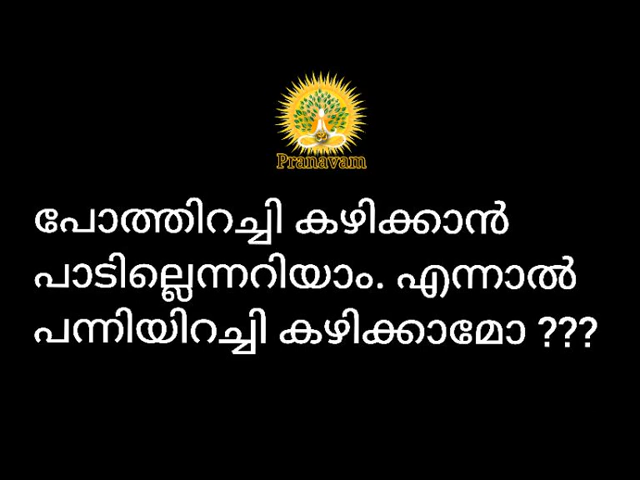 Pranavam
പോത്തിറച്ചി കഴിക്കാൻ
പാടില്ലെന്നറിയാം. എന്നാൽ
പന്നിയിറച്ചി കഴിക്കാമോ ???